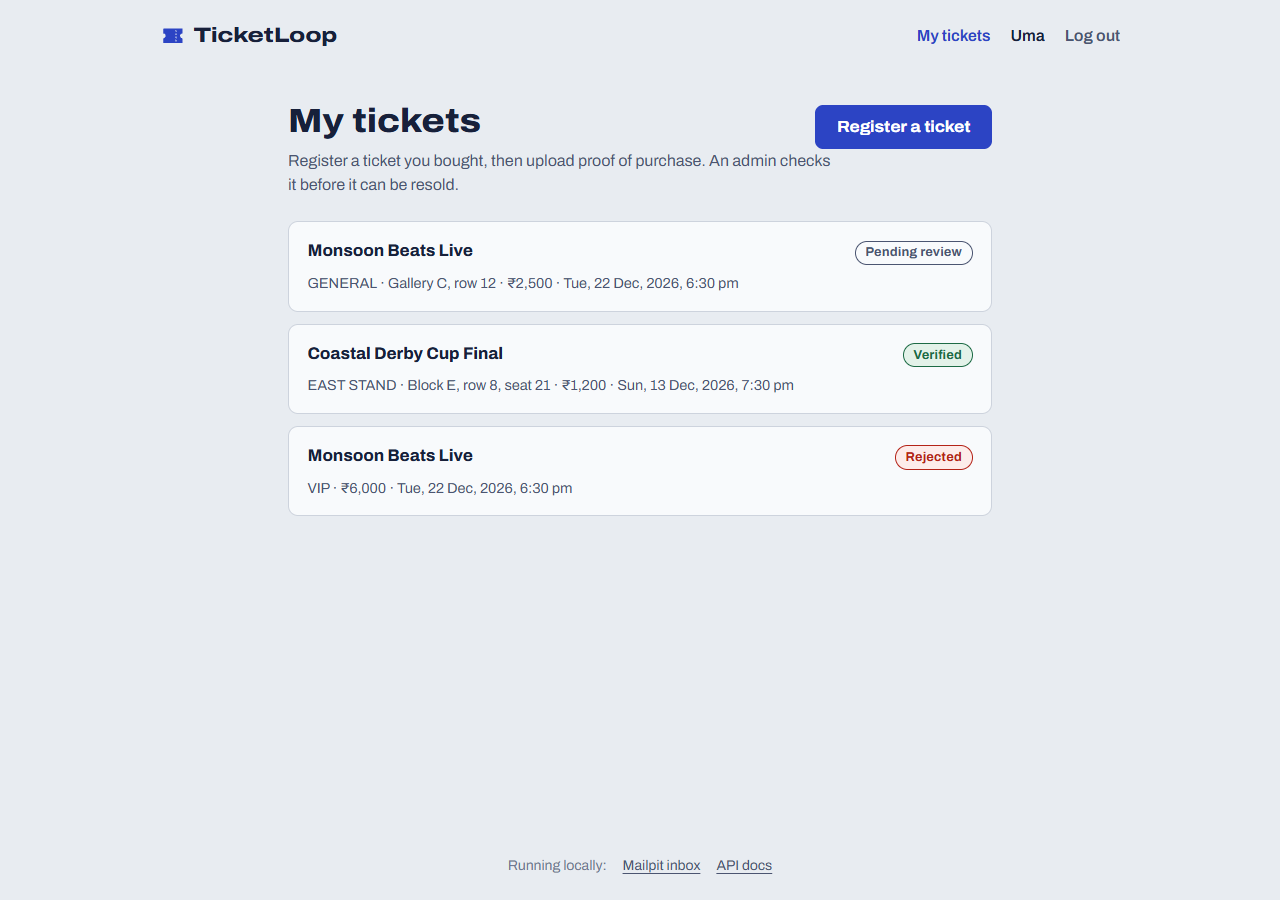 TicketLoop
My tickets Uma Log out
My tickets
Register a ticket
Register a ticket you bought, then upload proof of purchase. An admin checks
it before it can be resold.
Monsoon Beats Live
Pending review
GENERAL · Gallery C, row 12 · ₹2,500 · Tue, 22 Dec, 2026, 6:30 pm
Coastal Derby Cup Final
Verified
EAST STAND · Block E, row 8, seat 21 · ₹1,200 · Sun, 13 Dec, 2026, 7:30 pm
Monsoon Beats Live
Rejected
VIP · ₹6,000 · Tue, 22 Dec, 2026, 6:30 pm
Running locally: Mailpit inbox API docs